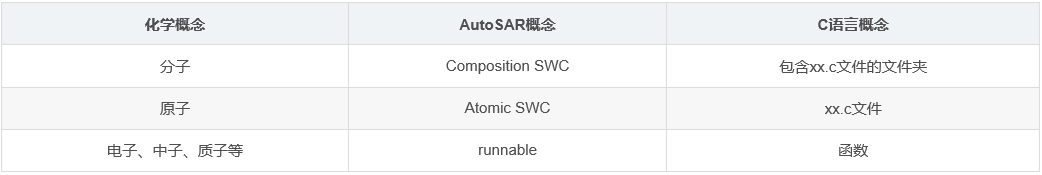 化学概念 AutoSAR概念 C语言概念
分子 Composition SWC 包含xx.c文件的文件夹
原子 Atomic SWC xx.c文件
电子、中子、质子等 runnable 函数